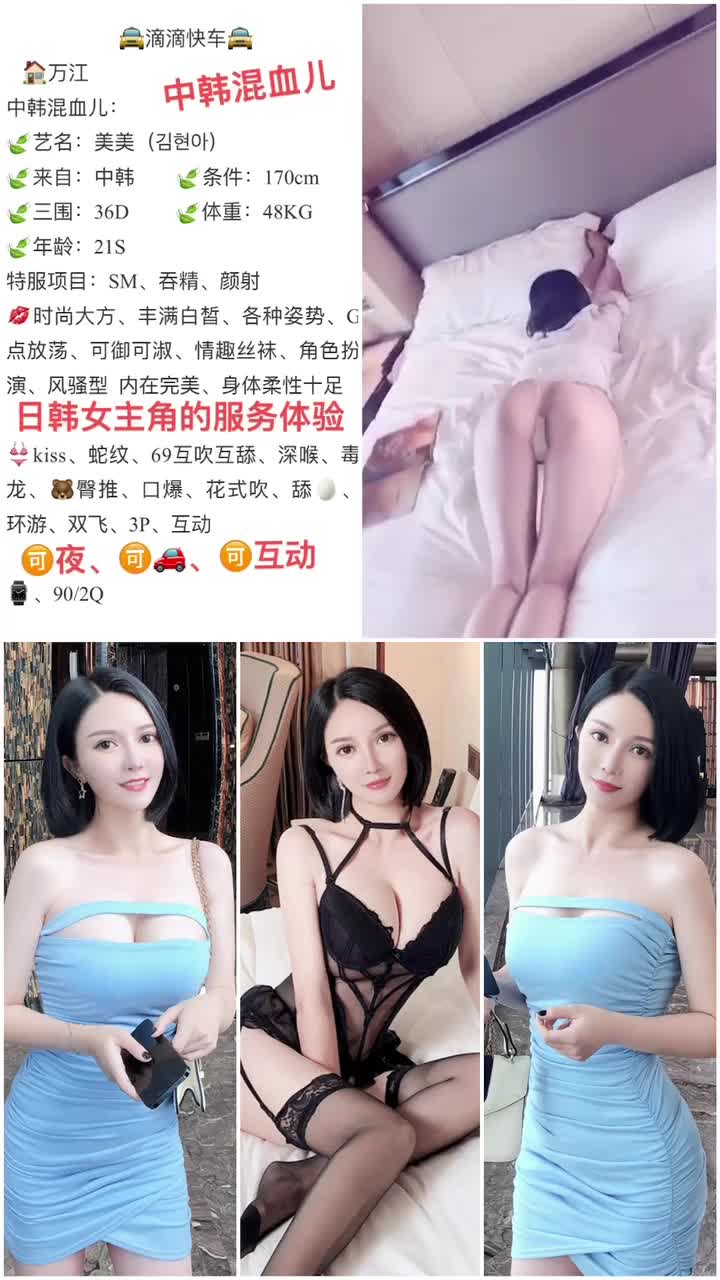 🚖滴滴快车🚖
🏠万江
中韩混血儿
中韩混血儿：
🍃艺名：美美（김현아）
🍃来自：中韩 🍃条件：170cm
🍃三围：36D 🍃体重：48KG
🍃年龄：21S
特服项目：SM、吞精、颜射
💋时尚大方、丰满白皙、各种姿势、G
点放荡、可御可淑、情趣丝袜、角色扮
演、风骚型 内在完美、身体柔性十足
日韩女主角的服务体验
👙kiss、蛇纹、69互吹互舔、深喉、毒
龙、🐻臀推、口爆、花式吹、舔🥚、
环游、双飞、3P、互动
🉑夜、🉑🚗、🉑互动
⌚、90/2Q